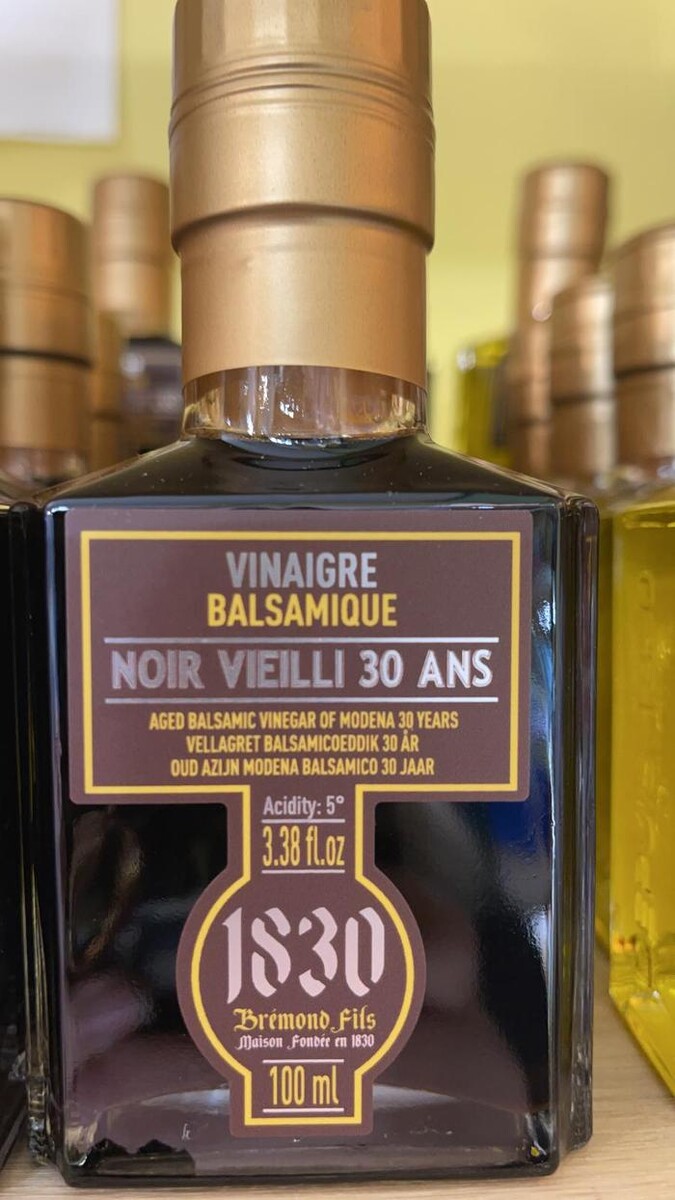 VINAIGRE
BALSAMIQUE
NOIR VIEILLI 30 ANS
AGED BALSAMIC VINEGAR OF MODENA 30 YEARS
VELLAGRET BALSAMICOEDDIK 30 ÅR
OUD AZIJN MODENA BALSAMICO 30 JAAR
Acidity: 5°
3.38 fl.oz
1830
Brémond Fils
Maison Fondée en 1830
100 ml